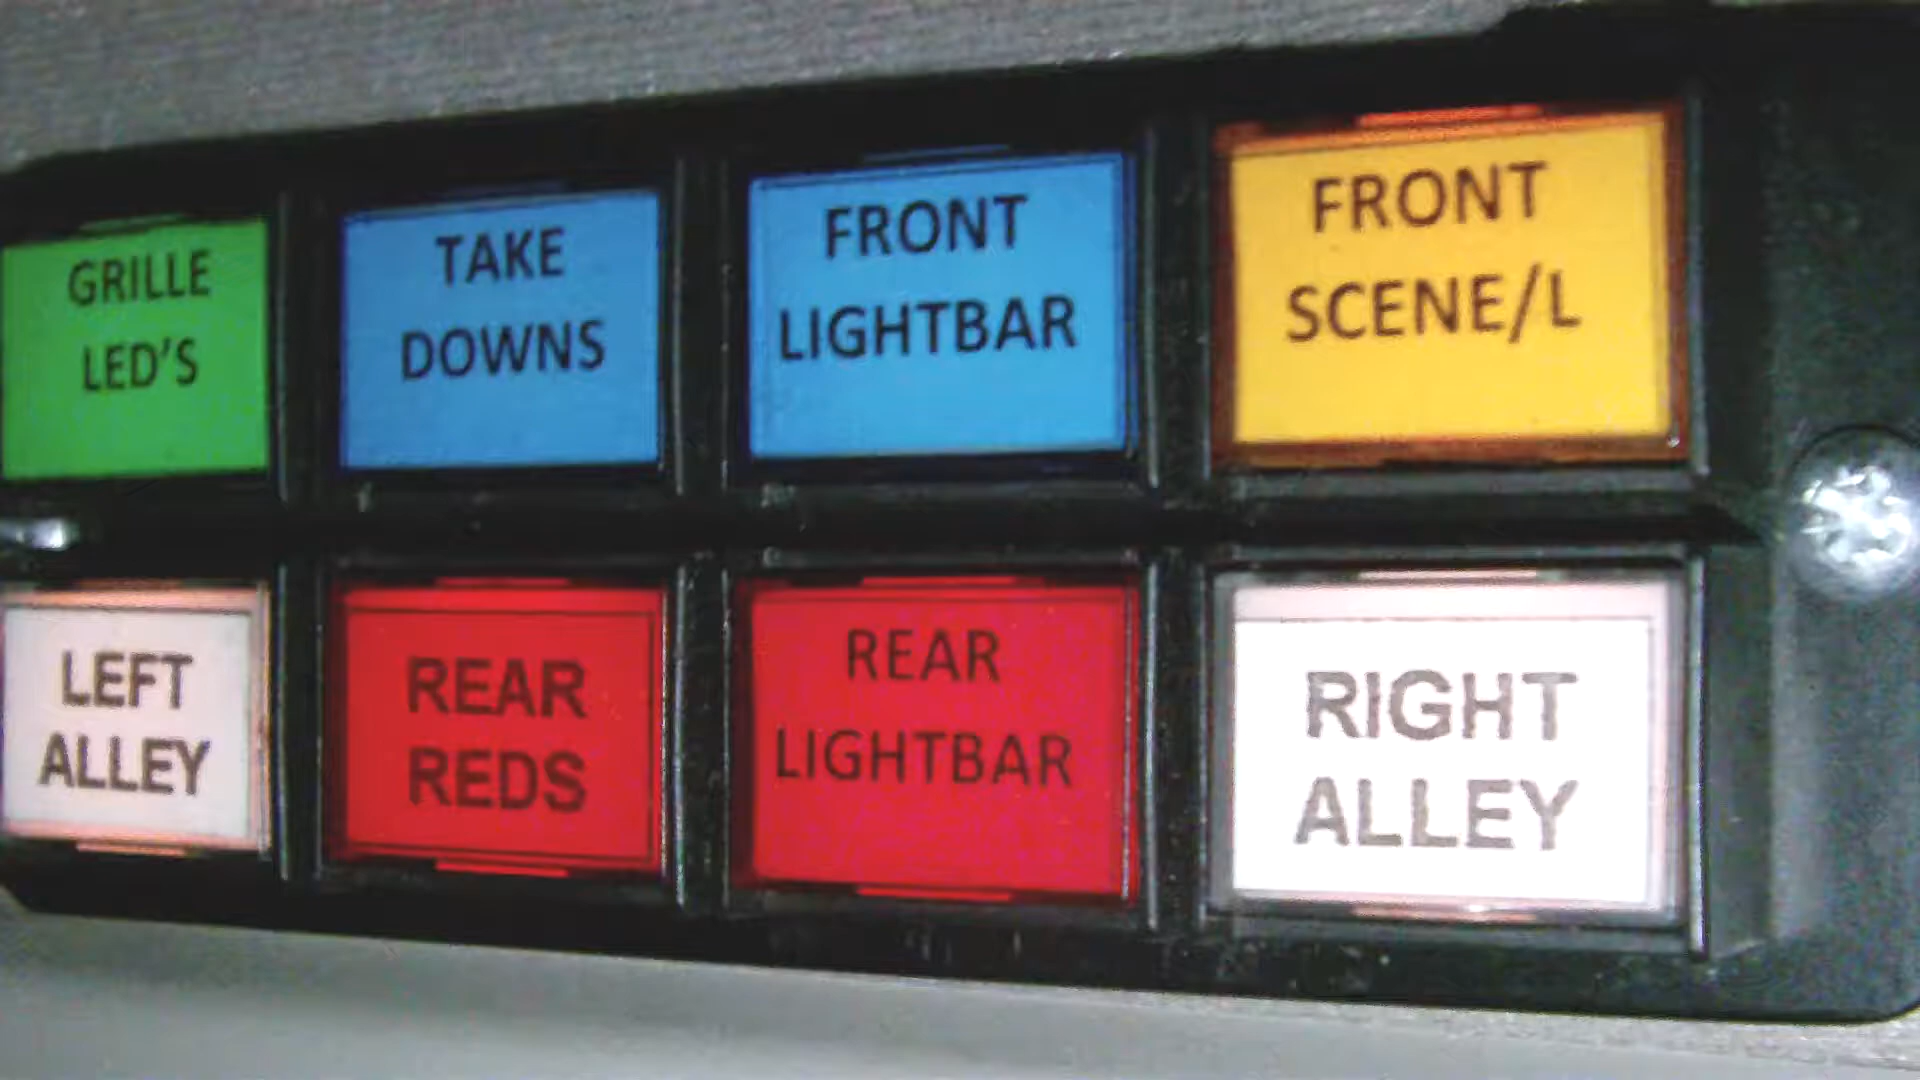 GRILLE
LED'S
TAKE
DOWNS
FRONT
LIGHTBAR
FRONT
SCENE/L
LEFT
ALLEY
REAR
REDS
REAR
LIGHTBAR
RIGHT
ALLEY